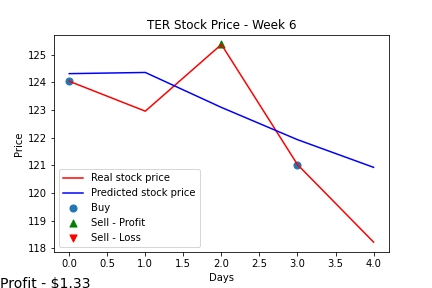 TER Stock Price - Week 6
125
124
123
122
121
120
119
118
Price
Real stock price
Predicted stock price
Buy
Sell - Profit
Sell - Loss
0.0 0.5 1.0 1.5 2.0 2.5 3.0 3.5 4.0
Days
Profit - $1.33